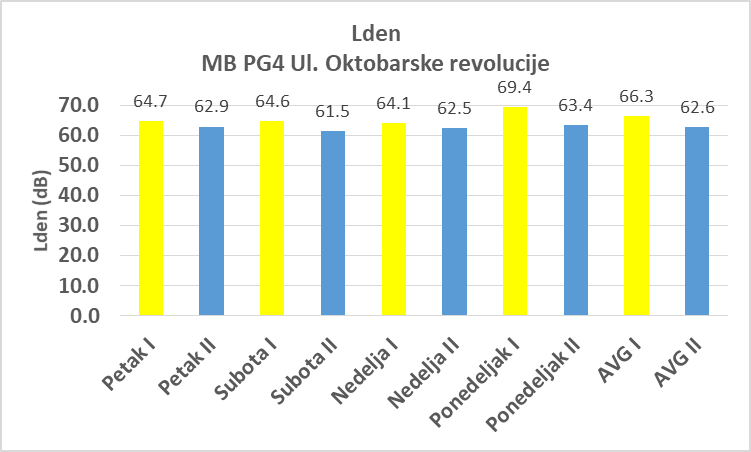 Lden
MB PG4 Ul. Oktobarske revolucije
Lden (dB)
70.0
60.0
50.0
40.0
30.0
20.0
10.0
0.0
64.7
62.9
64.6
61.5
64.1
62.5
69.4
63.4
66.3
62.6
Petak I
Petak II
Subota I
Subota II
Nedelja I
Nedelja II
Ponedeljak I
Ponedeljak II
AVG I
AVG II